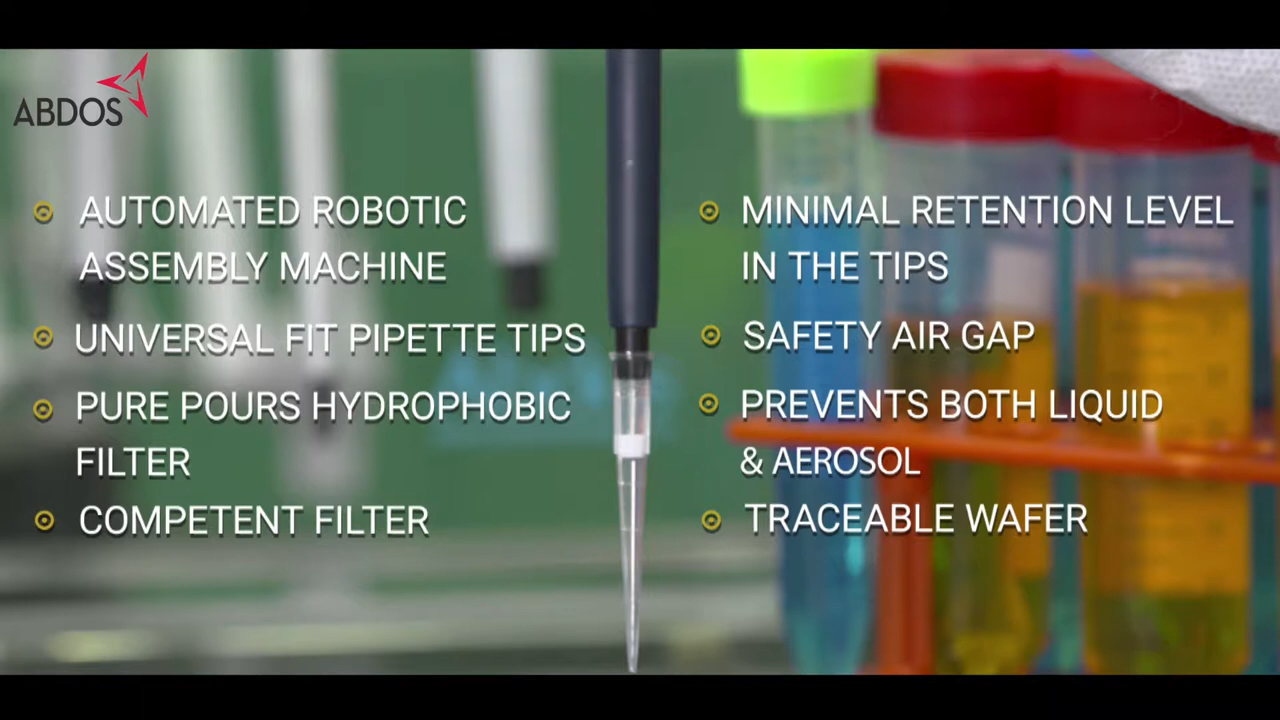 ABDOS
AUTOMATED ROBOTIC
ASSEMBLY MACHINE
UNIVERSAL FIT PIPETTE TIPS
PURE POURS HYDROPHOBIC
FILTER
COMPETENT FILTER
MINIMAL RETENTION LEVEL
IN THE TIPS
SAFETY AIR GAP
PREVENTS BOTH LIQUID
& AEROSOL
TRACEABLE WAFER